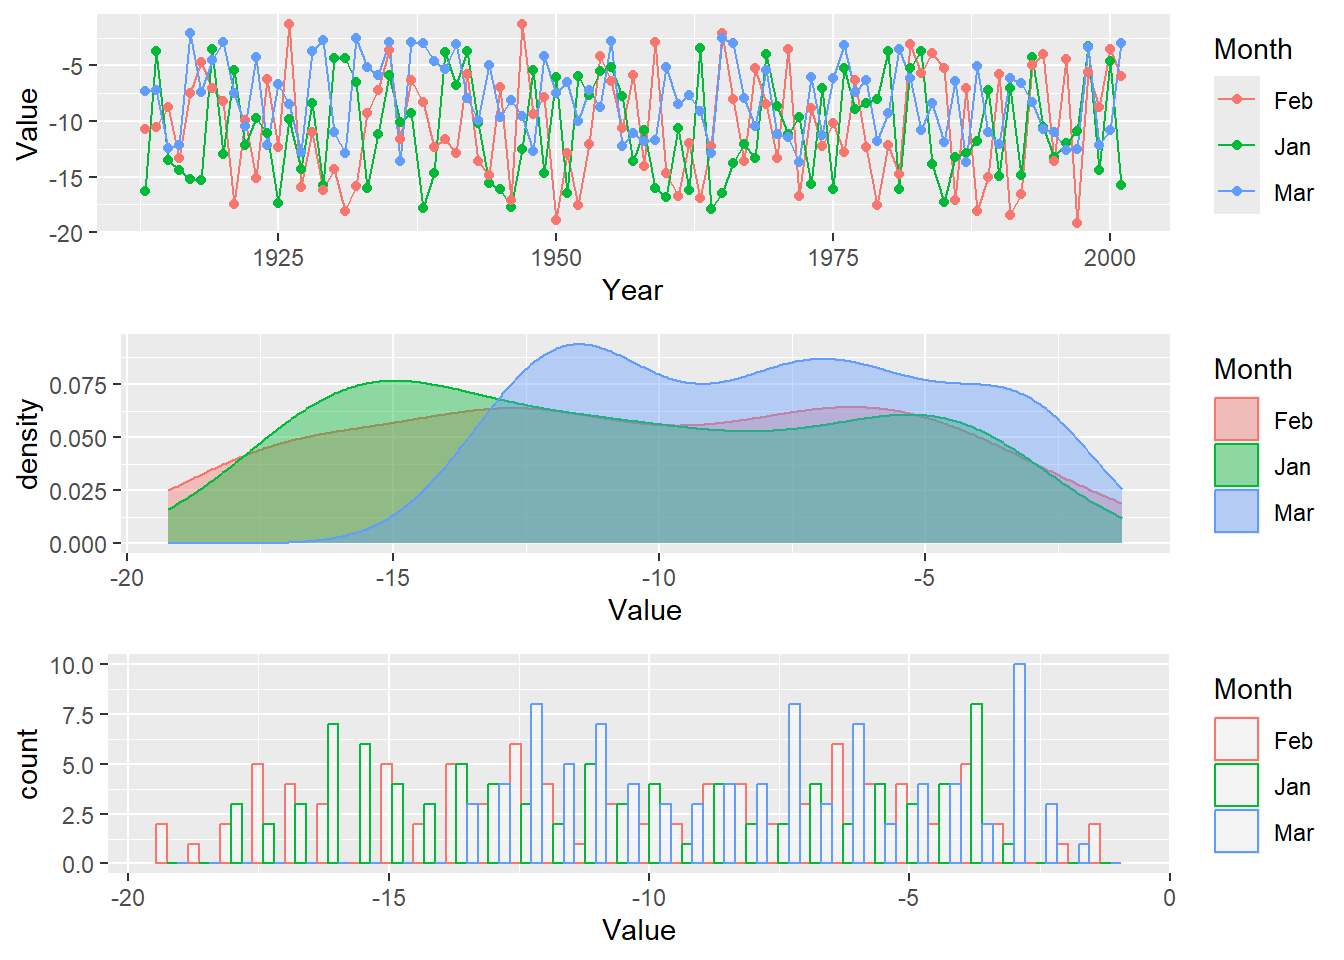 Value
-5
-10
-15
-20
1925 1950 1975 2000
Year
Month
Feb
Jan
Mar
density
0.075
0.050
0.025
0.000
-20 -15 -10 -5
Value
Month
Feb
Jan
Mar
count
10.0
7.5
5.0
2.5
0.0
-20 -15 -10 -5 0
Value
Month
Feb
Jan
Mar